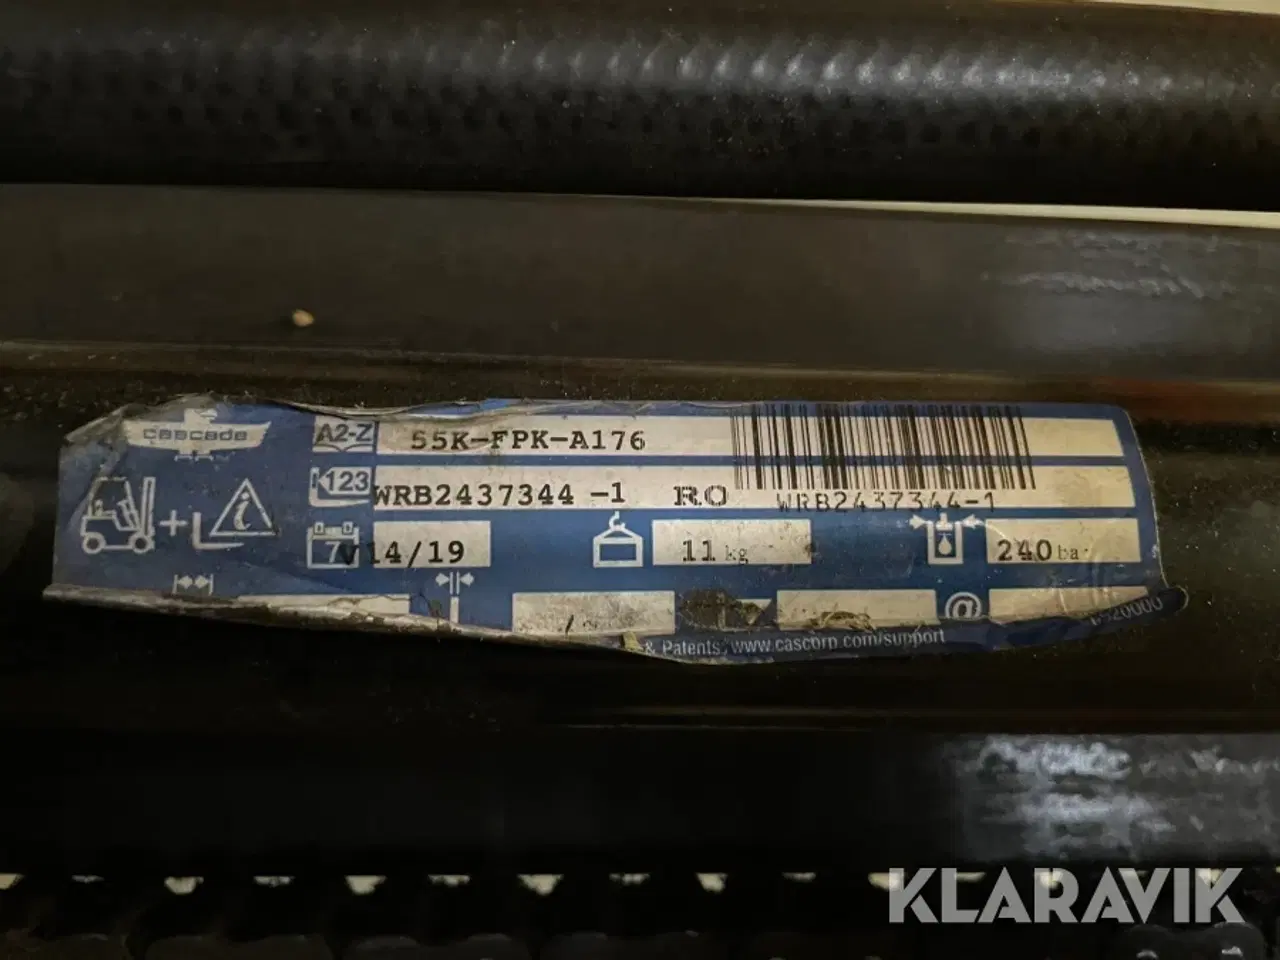 cascade
A2-Z
55K-FPK-A176
123
WRB2437344 -1 R.O
WRB2437344-1
7
V14/19
11 kg
240 ba
@
& Patents: www.cascorp.com/support
KLARAVIK